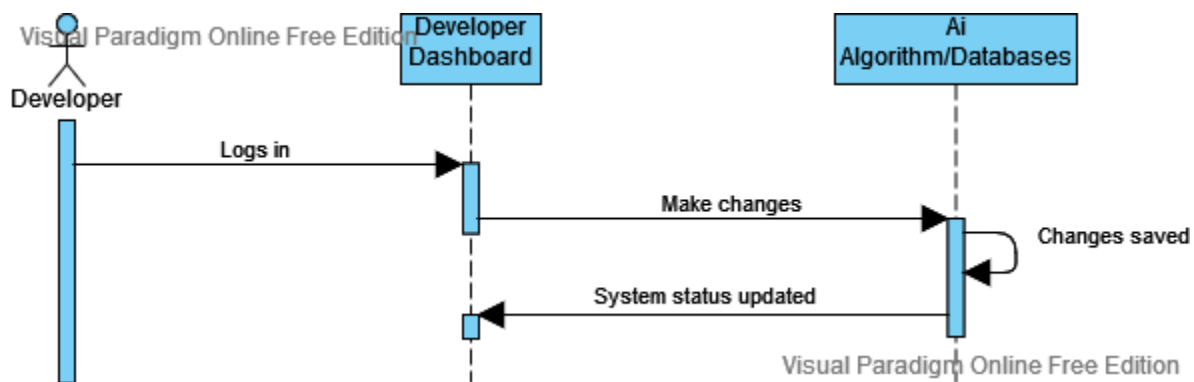 Visual Paradigm Online Free Edition
Developer
Dashboard
Ai
Algorithm/Databases
Developer
Logs in
Make changes
Changes saved
System status updated
Visual Paradigm Online Free Edition